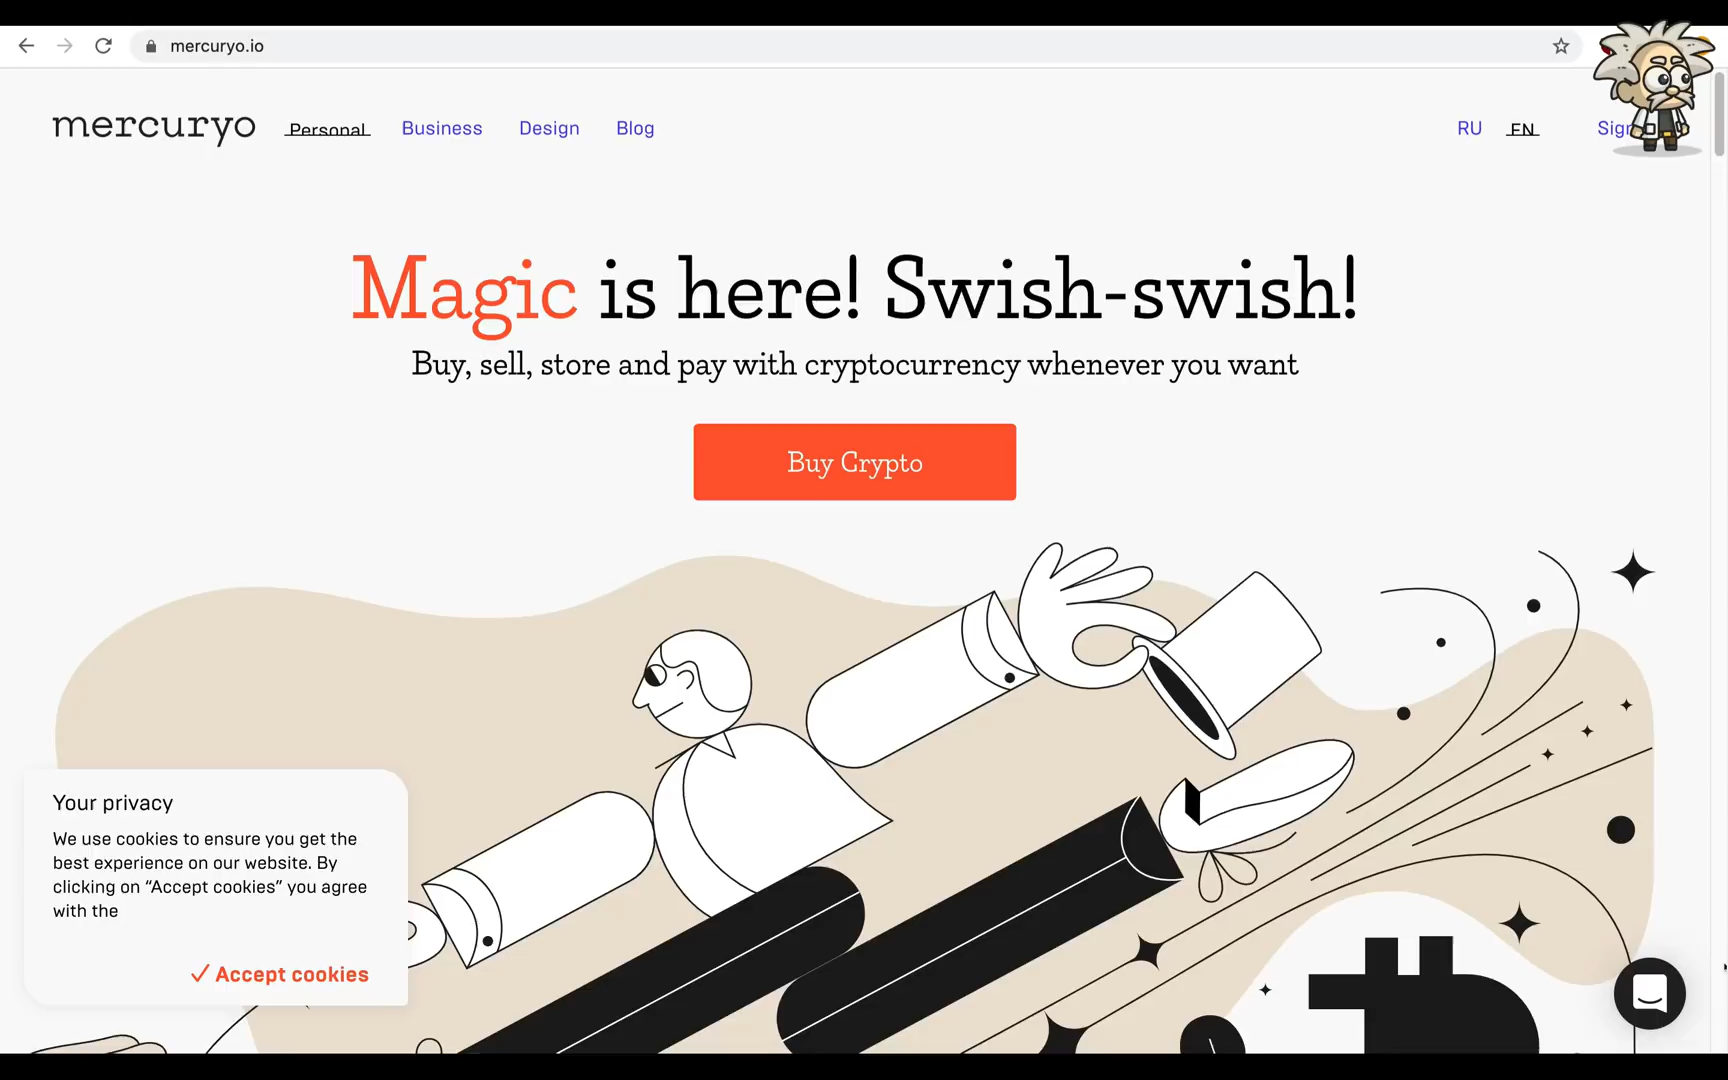 mercuryo.io
mercuryo Personal Business Design Blog RU EN
Magic is here! Swish-swish!
Buy, sell, store and pay with cryptocurrency whenever you want
Buy Crypto
Your privacy
We use cookies to ensure you get the
best experience on our website. By
clicking on “Accept cookies” you agree
with the
Accept cookies